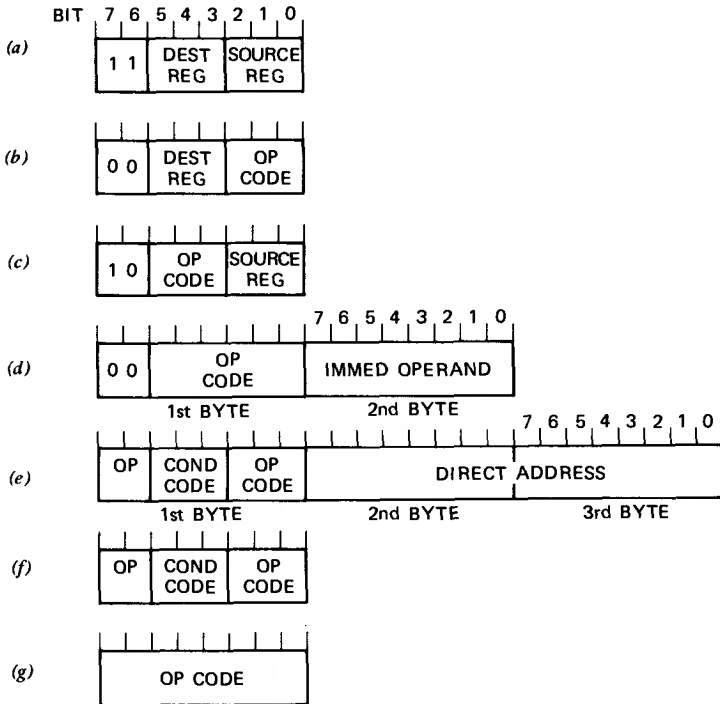 BIT 7 6 5 4 3 2 1 0
(a)
1 1
DEST
REG
SOURCE
REG
(b)
0 0
DEST
REG
OP
CODE
(c)
1 0
OP
CODE
SOURCE
REG
7 6 5 4 3 2 1 0
(d)
0 0
OP
CODE
IMMED OPERAND
1st BYTE
2nd BYTE
7 6 5 4 3 2 1 0
(e)
OP
COND
CODE
OP
CODE
DIRECT ADDRESS
1st BYTE
2nd BYTE
3rd BYTE
(f)
OP
COND
CODE
OP
CODE
(g)
OP CODE